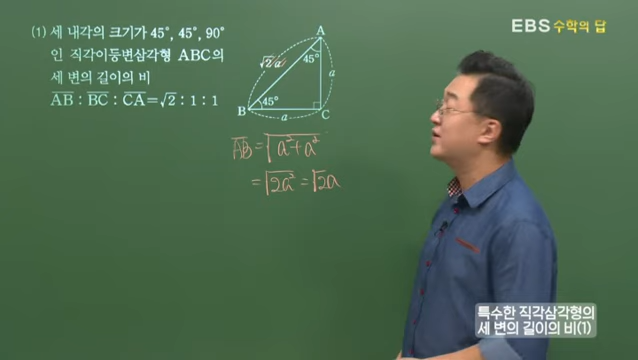 EBS 수학의 답
(1) 세 내각의 크기가 45°, 45°, 90°
인 직각이등변삼각형 ABC의
세 변의 길이의 비
AB : BC : CA = √2 : 1 : 1
A
45°
√2a
a
B
45°
a
C
AB = √a²+a²
= √2a² = √2a
특수한 직각삼각형의
세 변의 길이의 비(1)